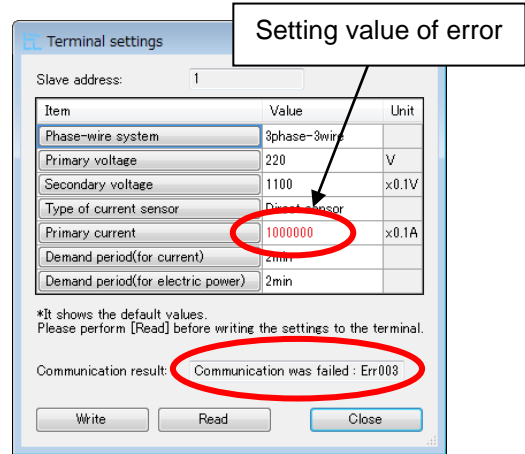 Setting value of error
Terminal settings
Slave address: 1
Item Value Unit
Phase-wire system 3phase-3wire
Primary voltage 220 V
Secondary voltage 1100 ×0.1V
Type of current sensor Direct sensor
Primary current 1000000 ×0.1A
Demand period(for current) 2min
Demand period(for electric power) 2min
*It shows the default values.
Please perform [Read] before writing the settings to the terminal.
Communication result: Communication was failed : Err003
Write Read Close